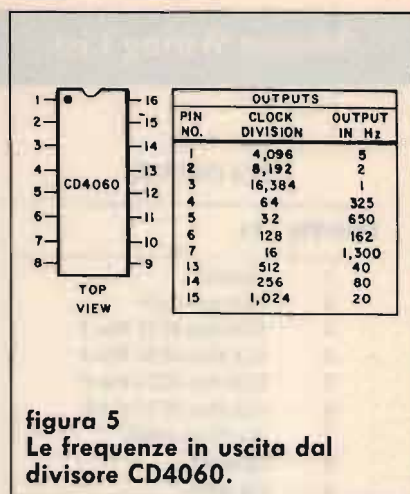 1 16
2 15
3 14
4 13
5 CD4060 12
6 11
7 10
8 9
TOP
VIEW
OUTPUTS
PIN NO. CLOCK DIVISION OUTPUT IN Hz
1 4,096 5
2 8,192 2
3 16,384 1
4 64 325
5 32 650
6 128 162
7 16 1,300
13 512 40
14 256 80
15 1,024 20
figura 5
Le frequenze in uscita dal
divisore CD4060.